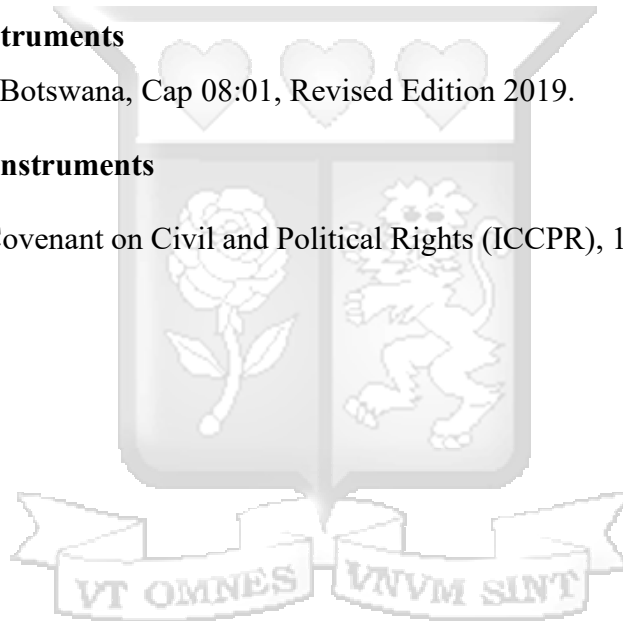 truments
Botswana, Cap 08:01, Revised Edition 2019.
nstruments
ovenant on Civil and Political Rights (ICCPR), 1
VT OMNES VNVM SINT